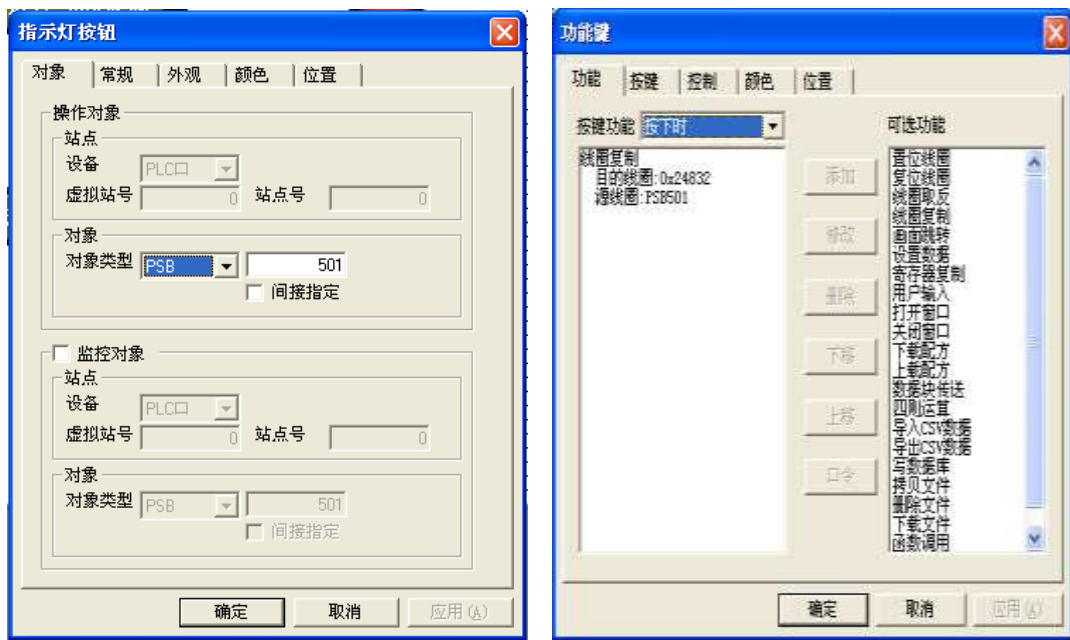 指示灯按钮
对象 常规 外观 颜色 位置
操作对象
站点
设备 PLC口
虚拟站号 0 站点号 0
对象
对象类型 PSB 501
间接指定
监控对象
站点
设备 PLC口
虚拟站号 0 站点号 0
对象
对象类型 PSB 501
间接指定
确定 取消 应用(A)
功能键
功能 按键 控制 颜色 位置
按键功能 按下时
线圈复制
目的线圈:0x24832
源线圈:PSB501
添加
修改
删除
下移
上移
口令
可选功能
置位线圈
复位线圈
线圈取反
线圈复制
画面跳转
设置数据
寄存器复制
用户输入
打开窗口
关闭窗口
下载配方
上载配方
数据块传送
四则运算
导入CSV数据
导出CSV数据
写数据库
拷贝文件
删除文件
下载文件
函数调用
确定 取消 应用(A)